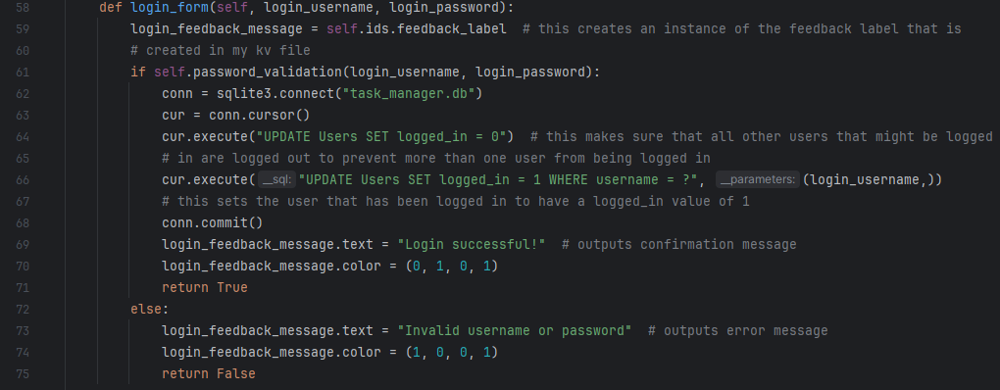 58 def login_form(self, login_username, login_password):
59 login_feedback_message = self.ids.feedback_label  # this creates an instance of the feedback label that is
60 # created in my kv file
61 if self.password_validation(login_username, login_password):
62 conn = sqlite3.connect("task_manager.db")
63 cur = conn.cursor()
64 cur.execute("UPDATE Users SET logged_in = 0")  # this makes sure that all other users that might be logged
65 # in are logged out to prevent more than one user from being logged in
66 cur.execute(__sql: "UPDATE Users SET logged_in = 1 WHERE username = ?", __parameters: (login_username,))
67 # this sets the user that has been logged in to have a logged_in value of 1
68 conn.commit()
69 login_feedback_message.text = "Login successful!"  # outputs confirmation message
70 login_feedback_message.color = (0, 1, 0, 1)
71 return True
72 else:
73 login_feedback_message.text = "Invalid username or password"  # outputs error message
74 login_feedback_message.color = (1, 0, 0, 1)
75 return False